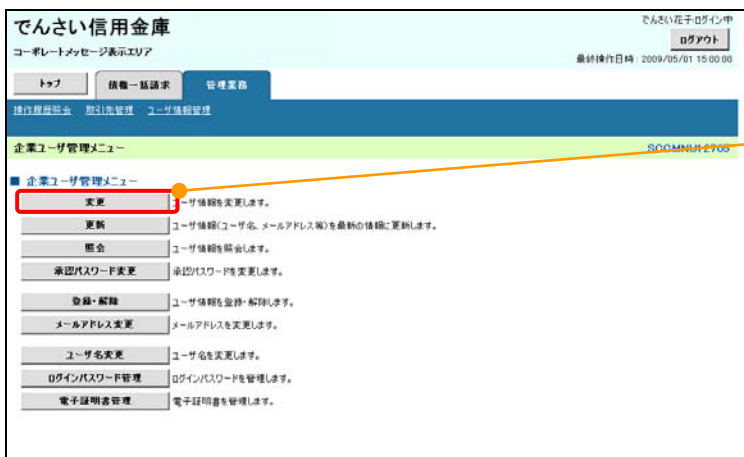 でんさい信用金庫
コーポレートメッセージ表示エリア
でんさい花子ログイン中
ログアウト
最終操作日時：2009/05/01 15:00:00
トップ 債権一括請求 管理業務
操作履歴照会 取引先管理 ユーザ情報管理
企業ユーザ管理メニュー SCCMNU12705
■ 企業ユーザ管理メニュー
変更 ユーザ情報を変更します。
更新 ユーザ情報(ユーザ名、メールアドレス等)を最新の情報に更新します。
照会 ユーザ情報を照会します。
承認パスワード変更 承認パスワードを変更します。
登録・解除 ユーザ情報を登録・解除します。
メールアドレス変更 メールアドレスを変更します。
ユーザ名変更 ユーザ名を変更します。
ログインパスワード管理 ログインパスワードを管理します。
電子証明書管理 電子証明書を管理します。